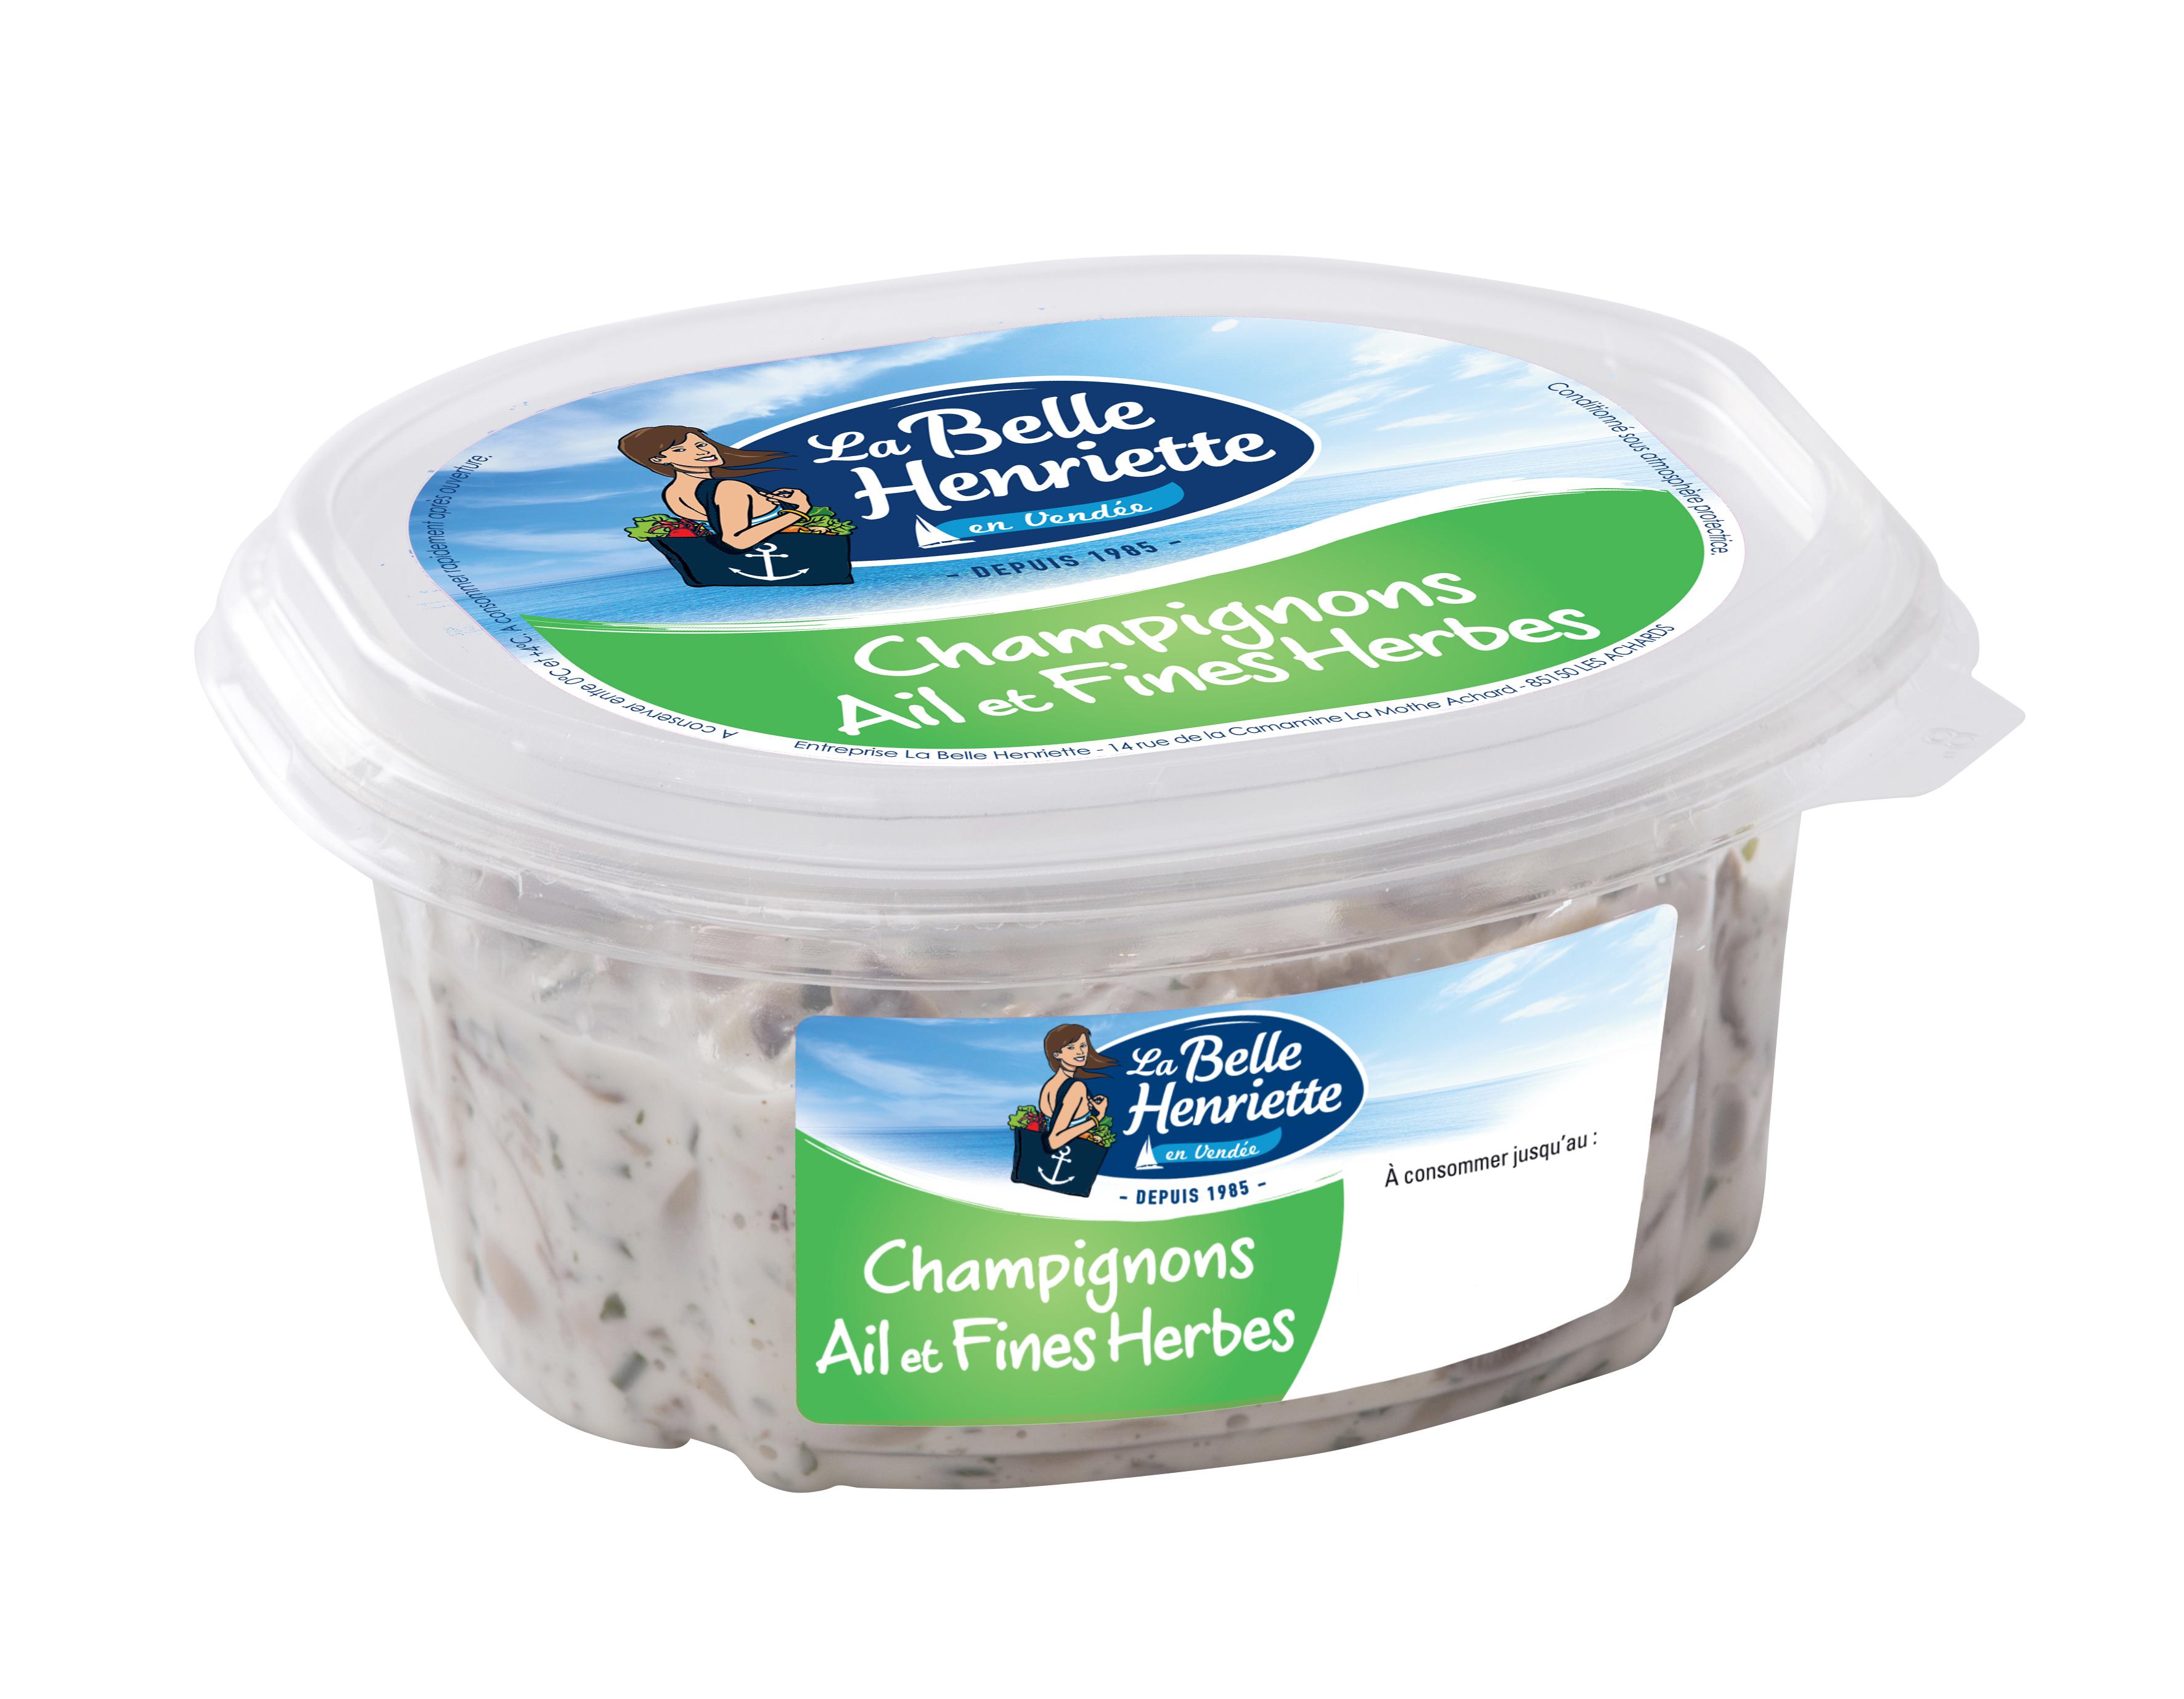 La Belle
Henriette
en Vendée
- DEPUIS 1985 -
Champignons
Ail et Fines Herbes
Conditionné sous atmosphère protectrice.
A conserver entre 0°C et +4°C. A consommer rapidement après ouverture.
Entreprise La Belle Henriette - 14 rue de la Camamine La Mothe Achard - 85150 LES ACHARDS
La Belle
Henriette
en Vendée
- DEPUIS 1985 -
À consommer jusqu'au :
Champignons
Ail et Fines Herbes